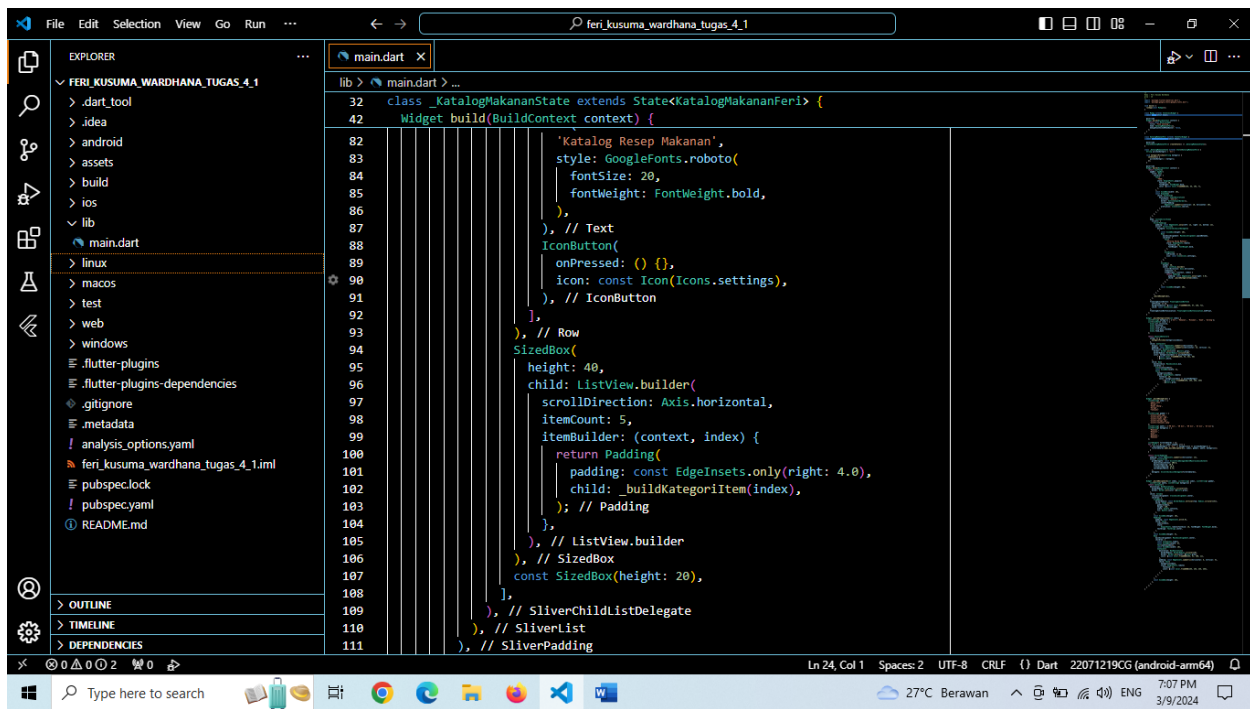 File Edit Selection View Go Run ··· feri_kusuma_wardhana_tugas_4_1
EXPLORER ···
FERI_KUSUMA_WARDHANA_TUGAS_4_1
.dart_tool
.idea
android
assets
build
ios
lib
main.dart
linux
macos
test
web
windows
.flutter-plugins
.flutter-plugins-dependencies
.gitignore
.metadata
analysis_options.yaml
feri_kusuma_wardhana_tugas_4_1.iml
pubspec.lock
pubspec.yaml
README.md
OUTLINE
TIMELINE
DEPENDENCIES
main.dart
lib > main.dart > ...
32 class _KatalogMakananState extends State<KatalogMakananFeri> {
42 Widget build(BuildContext context) {
82 'Katalog Resep Makanan',
83 style: GoogleFonts.roboto(
84 fontSize: 20,
85 fontWeight: FontWeight.bold,
86 ),
87 ), // Text
88 IconButton(
89 onPressed: () {},
90 icon: const Icon(Icons.settings),
91 ), // IconButton
92 ],
93 ), // Row
94 SizedBox(
95 height: 40,
96 child: ListView.builder(
97 scrollDirection: Axis.horizontal,
98 itemCount: 5,
99 itemBuilder: (context, index) {
100 return Padding(
101 padding: const EdgeInsets.only(right: 4.0),
102 child: _buildKategoriItem(index),
103 ); // Padding
104 },
105 ), // ListView.builder
106 ), // SizedBox
107 const SizedBox(height: 20),
108 ],
109 ), // SliverChildListDelegate
110 ), // SliverList
111 ), // SliverPadding
0 0 2 0 Ln 24, Col 1 Spaces: 2 UTF-8 CRLF {} Dart 22071219CG (android-arm64)
Type here to search 27°C Berawan ENG 7:07 PM
3/9/2024